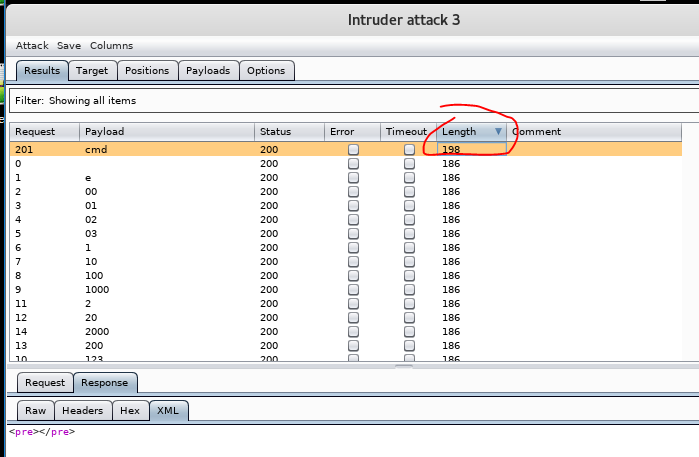 Intruder attack 3
Attack Save Columns
Results Target Positions Payloads Options
Filter: Showing all items
Request Payload Status Error Timeout Length Comment
201 cmd 200 198
0 200 186
1 e 200 186
2 00 200 186
3 01 200 186
4 02 200 186
5 03 200 186
6 1 200 186
7 10 200 186
8 100 200 186
9 1000 200 186
11 2 200 186
12 20 200 186
14 2000 200 186
13 200 200 186
10 123 200 186
Request Response
Raw Headers Hex XML
<pre></pre>